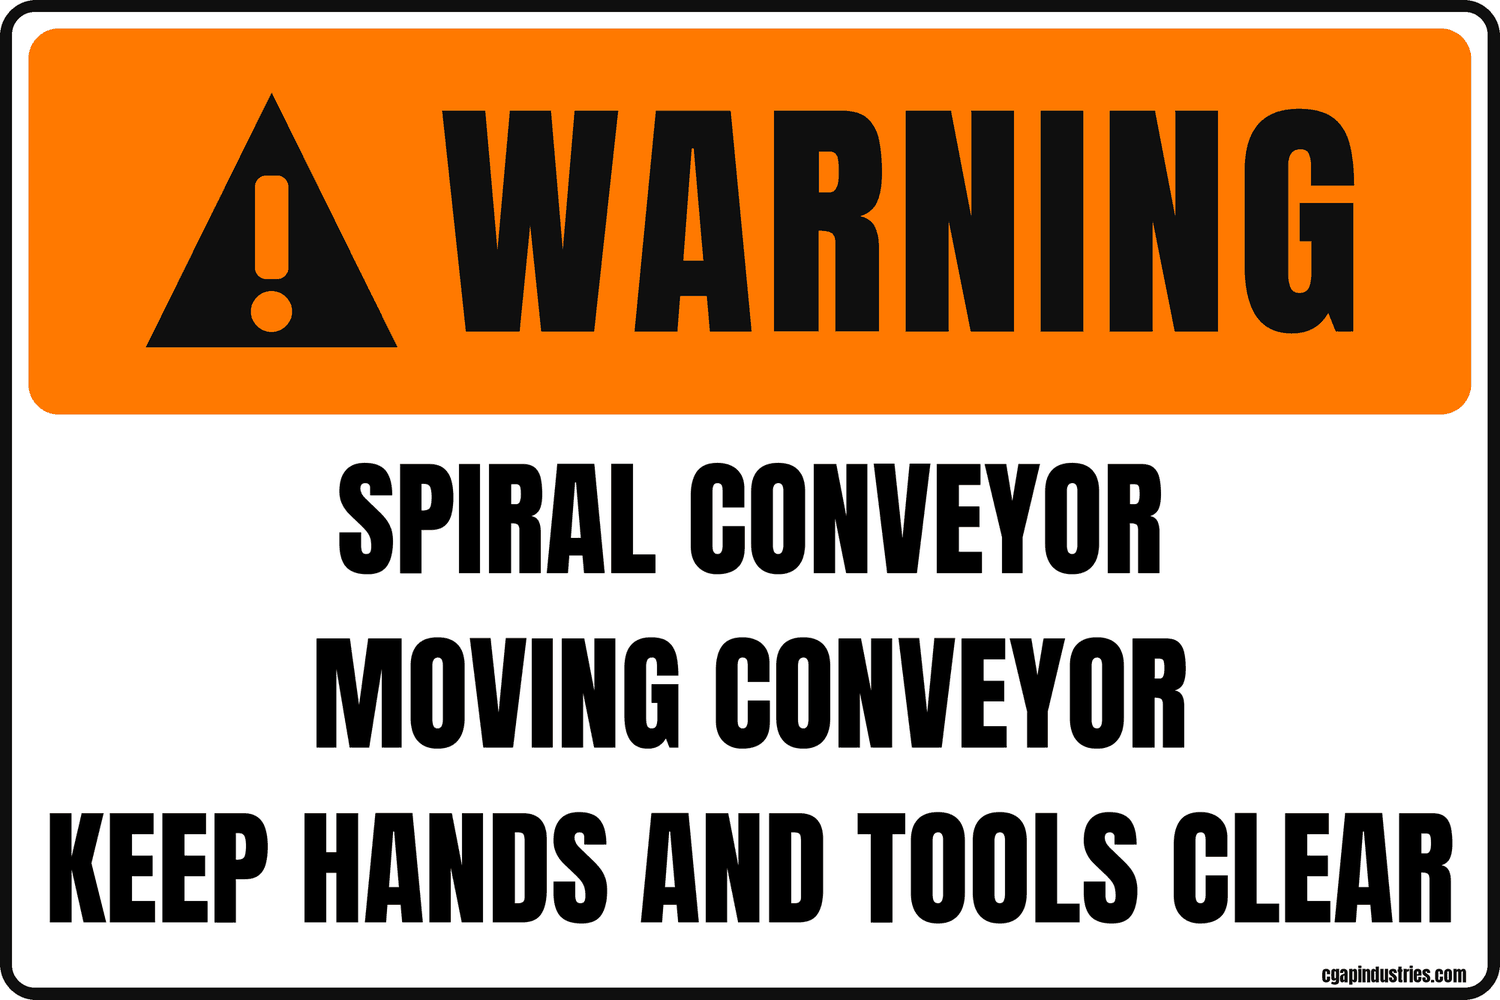 WARNING
SPIRAL CONVEYOR
MOVING CONVEYOR
KEEP HANDS AND TOOLS CLEAR
cgapindustries.com